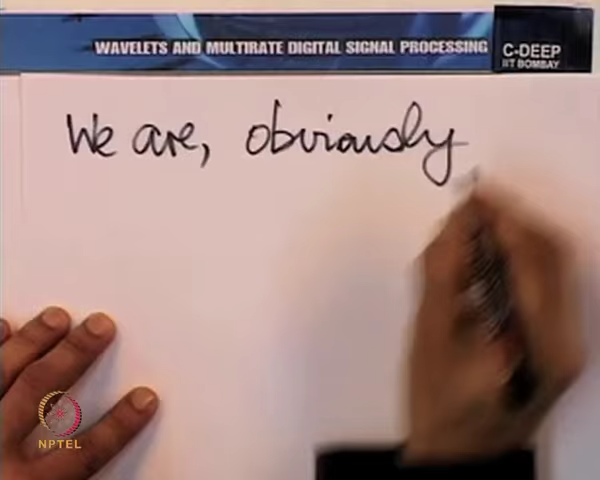 WAVELETS AND MULTIRATE DIGITAL SIGNAL PROCESSING
C-DEEP
IIT BOMBAY
We are, obviously
NPTEL